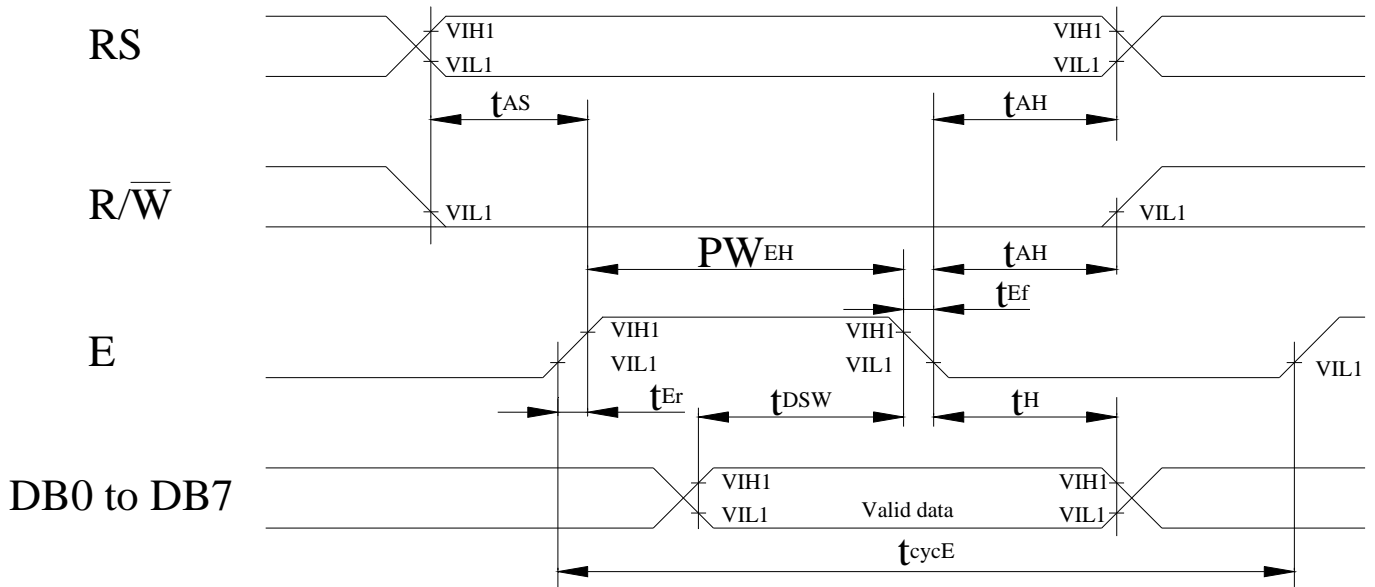 RS
VIH1
VIH1
VIL1
VIL1
tAS
tAH
R/W̅
VIL1
VIL1
PWEH
tAH
tEf
E
VIH1
VIH1
VIL1
VIL1
VIL1
tEr
tDSW
tH
DB0 to DB7
VIH1
VIH1
VIL1
Valid data
VIL1
tcycE